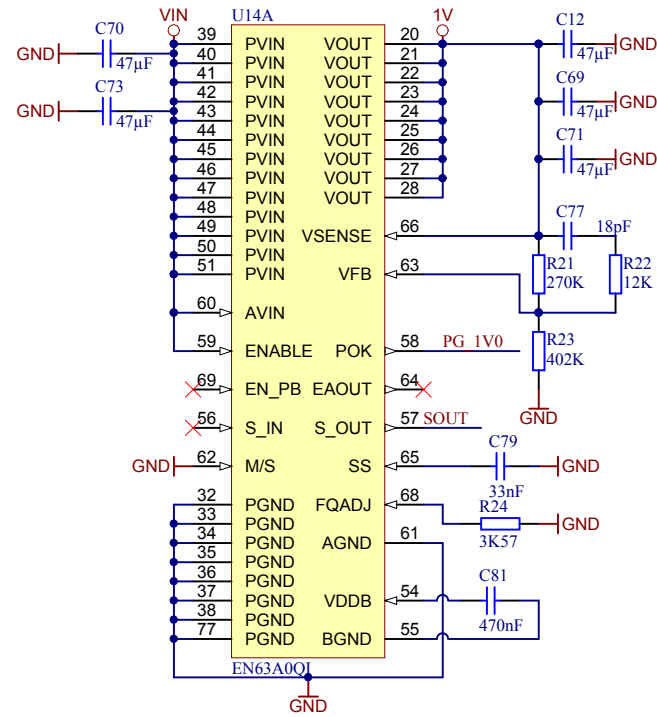 VIN U14A 1V
C70 39 PVIN VOUT 20 C12
GND 47µF 40 PVIN VOUT 21 47µF GND
41 PVIN VOUT 22
C73 42 PVIN VOUT 23 C69
GND 47µF 43 PVIN VOUT 24 47µF GND
44 PVIN VOUT 25
45 PVIN VOUT 26 C71
46 PVIN VOUT 27 47µF GND
47 PVIN VOUT 28
48 PVIN
49 PVIN VSENSE 66 C77 18pF
50 PVIN
51 PVIN VFB 63 R21 270K R22 12K
60 AVIN
59 ENABLE POK 58 PG_1V0 R23 402K
69 EN_PB EAOUT 64
GND
56 S_IN S_OUT 57 SOUT
62 GND M/S SS 65 C79 33nF GND
32 PGND FQADJ 68 R24 3K57 GND
33 PGND
34 PGND AGND 61
35 PGND
36 PGND
37 PGND VDDB 54 C81 470nF
38 PGND
77 PGND BGND 55
EN63A0QI
GND